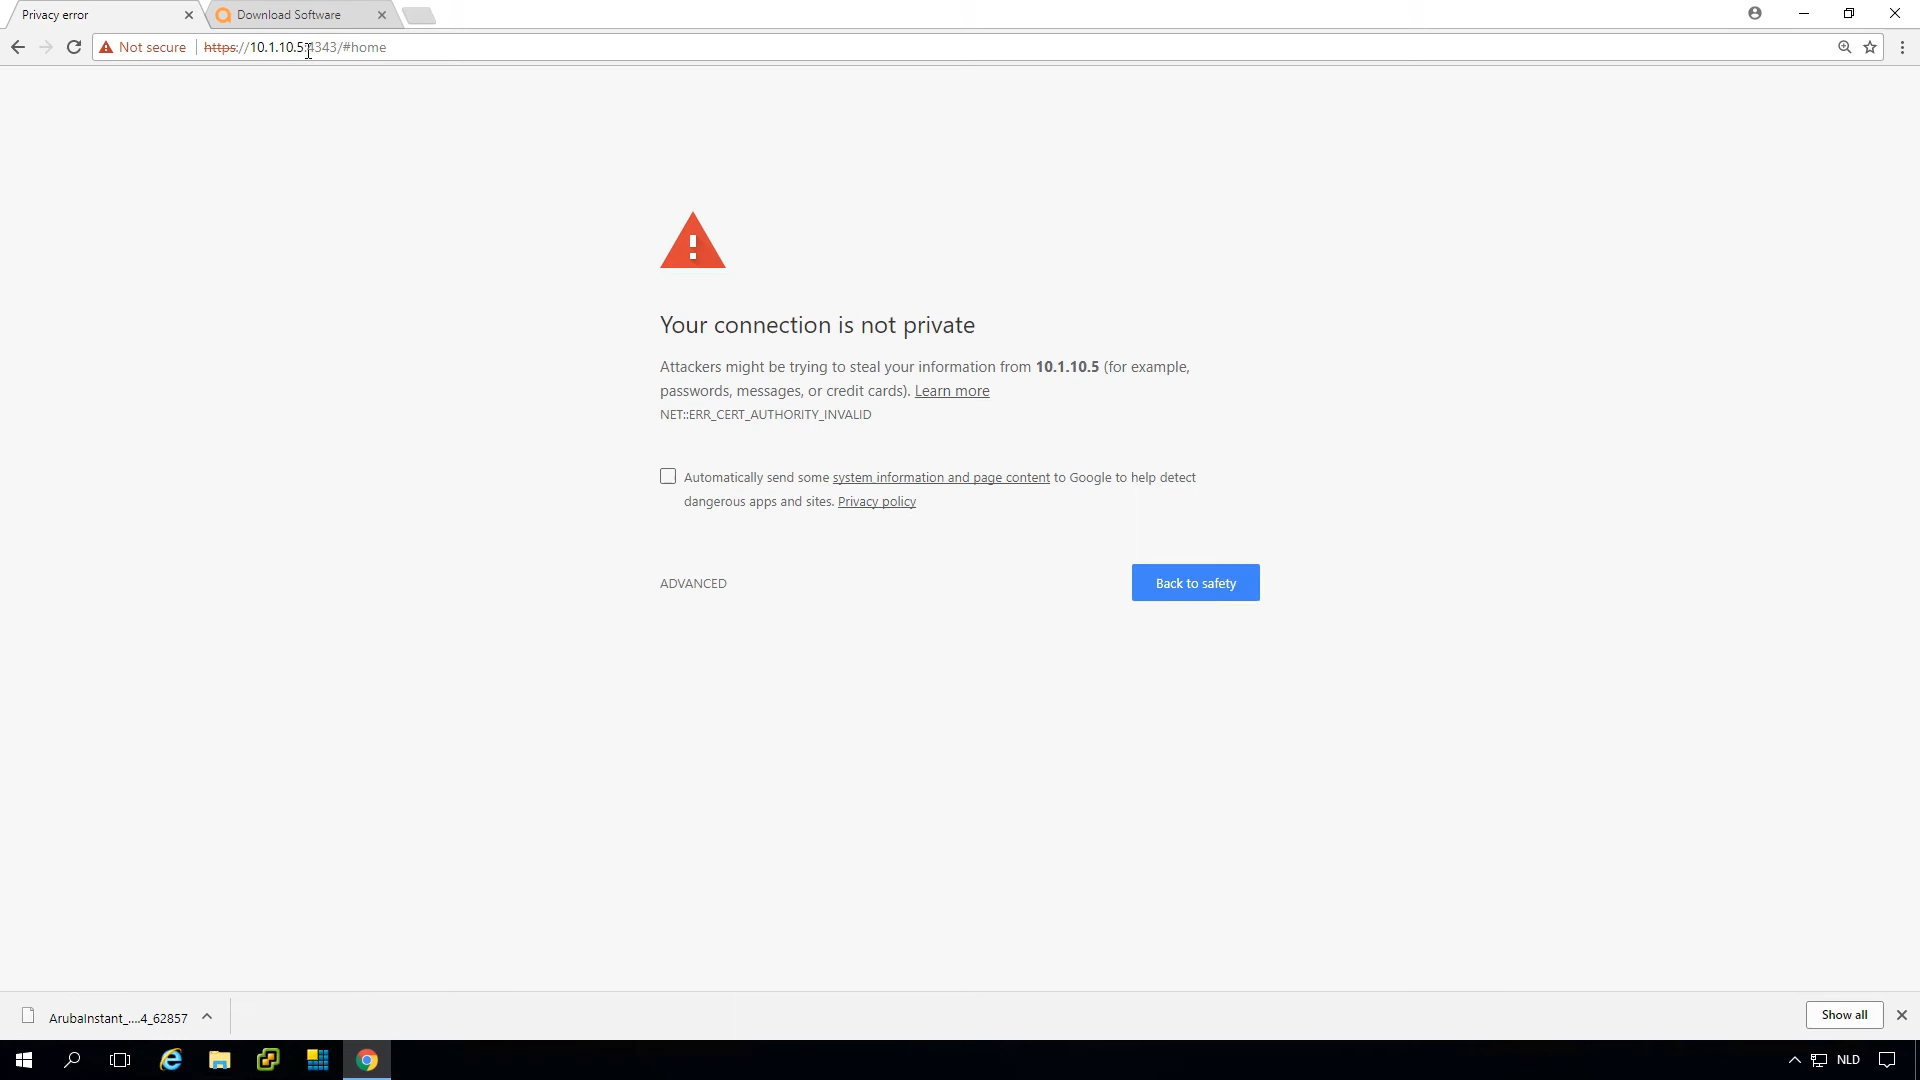 Privacy error
Download Software
Not secure
https://10.1.10.5:4343/#home
Your connection is not private
Attackers might be trying to steal your information from 10.1.10.5 (for example,
passwords, messages, or credit cards). Learn more
NET::ERR_CERT_AUTHORITY_INVALID
Automatically send some system information and page content to Google to help detect
dangerous apps and sites. Privacy policy
ADVANCED
Back to safety
ArubaInstant_....4_62857
Show all
NLD